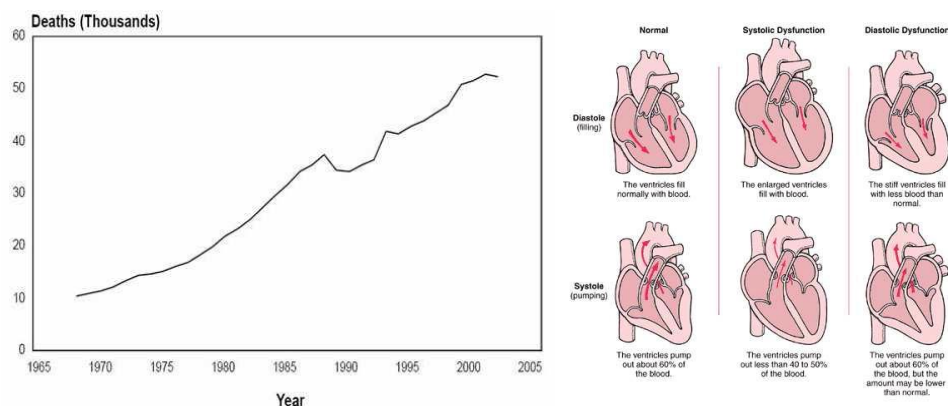 Deaths (Thousands)
60
50
40
30
20
10
0
1965 1970 1975 1980 1985 1990 1995 2000 2005
Year
Normal
Systolic Dysfunction
Diastolic Dysfunction
Diastole
(filling)
The ventricles fill
normally with blood.
The enlarged ventricles
fill with blood.
The stiff ventricles fill
with less blood than
normal.
Systole
(pumping)
The ventricles pump
out about 60% of
the blood.
The ventricles pump
out less than 40 to 50%
of the blood.
The ventricles pump
out about 60% of
the blood, but the
amount may be lower
than normal.